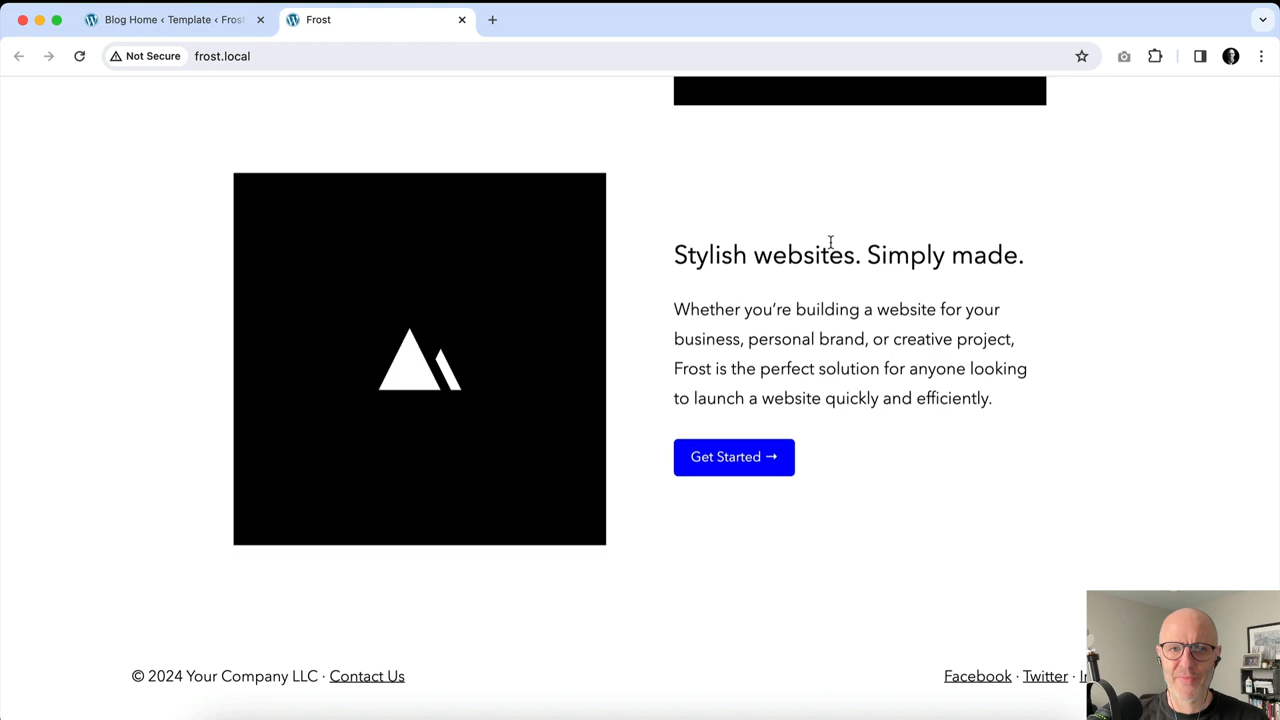 Blog Home ‹ Template ‹ Fros
Frost
Not Secure
frost.local
Stylish websites. Simply made.
Whether you’re building a website for your
business, personal brand, or creative project,
Frost is the perfect solution for anyone looking
to launch a website quickly and efficiently.
Get Started →
© 2024 Your Company LLC · Contact Us
Facebook · Twitter ·